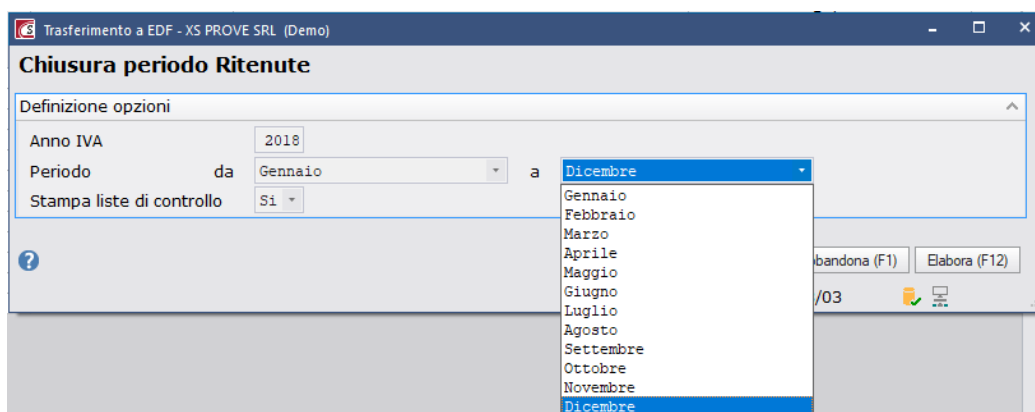 Trasferimento a EDF - XS PROVE SRL (Demo)
Chiusura periodo Ritenute
Definizione opzioni
Anno IVA 2018
Periodo da Gennaio a Dicembre
Stampa liste di controllo Si
Gennaio
Febbraio
Marzo
Aprile
Maggio
Giugno
Luglio
Agosto
Settembre
Ottobre
Novembre
Dicembre
bandona (F1) Elabora (F12)
/03